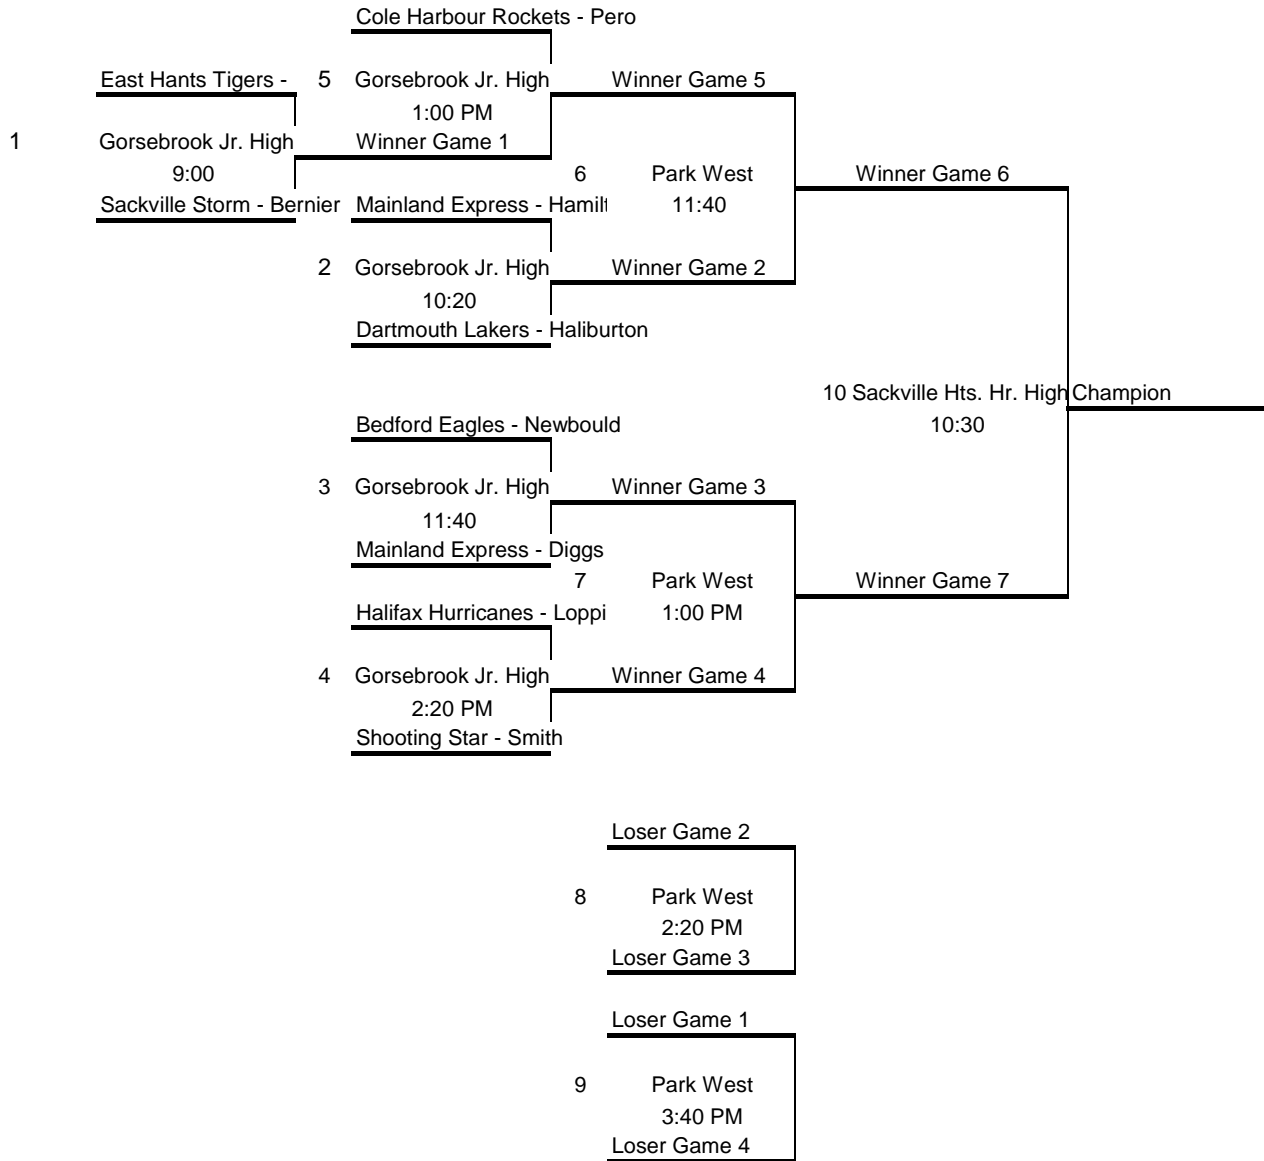 Cole Harbour Rockets - Pero
East Hants Tigers - 5 Gorsebrook Jr. High Winner Game 5
1:00 PM
1 Gorsebrook Jr. High Winner Game 1
9:00 6 Park West Winner Game 6
Sackville Storm - Bernier Mainland Express - Hamilt 11:40
2 Gorsebrook Jr. High Winner Game 2
10:20
Dartmouth Lakers - Haliburton
10 Sackville Hts. Hr. High Champion
Bedford Eagles - Newbould 10:30
3 Gorsebrook Jr. High Winner Game 3
11:40
Mainland Express - Diggs
7 Park West Winner Game 7
Halifax Hurricanes - Loppi 1:00 PM
4 Gorsebrook Jr. High Winner Game 4
2:20 PM
Shooting Star - Smith
Loser Game 2
8 Park West
2:20 PM
Loser Game 3
Loser Game 1
9 Park West
3:40 PM
Loser Game 4